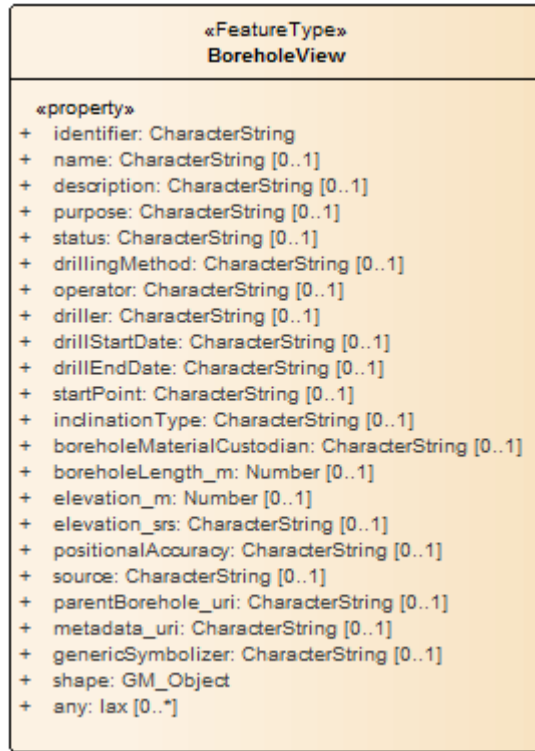 «FeatureType»
BoreholeView
«property»
+ identifier: CharacterString
+ name: CharacterString [0..1]
+ description: CharacterString [0..1]
+ purpose: CharacterString [0..1]
+ status: CharacterString [0..1]
+ drillingMethod: CharacterString [0..1]
+ operator: CharacterString [0..1]
+ driller: CharacterString [0..1]
+ drillStartDate: CharacterString [0..1]
+ drillEndDate: CharacterString [0..1]
+ startPoint: CharacterString [0..1]
+ inclinationType: CharacterString [0..1]
+ boreholeMaterialCustodian: CharacterString [0..1]
+ boreholeLength_m: Number [0..1]
+ elevation_m: Number [0..1]
+ elevation_srs: CharacterString [0..1]
+ positionalAccuracy: CharacterString [0..1]
+ source: CharacterString [0..1]
+ parentBorehole_uri: CharacterString [0..1]
+ metadata_uri: CharacterString [0..1]
+ genericSymbolizer: CharacterString [0..1]
+ shape: GM_Object
+ any: lax [0..*]